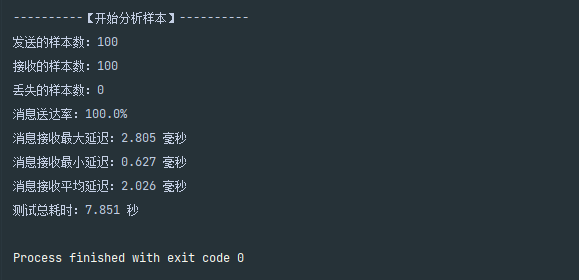 ----------【开始分析样本】----------
发送的样本数：100
接收的样本数：100
丢失的样本数：0
消息送达率：100.0%
消息接收最大延迟：2.805 毫秒
消息接收最小延迟：0.627 毫秒
消息接收平均延迟：2.026 毫秒
测试总耗时：7.851 秒
Process finished with exit code 0